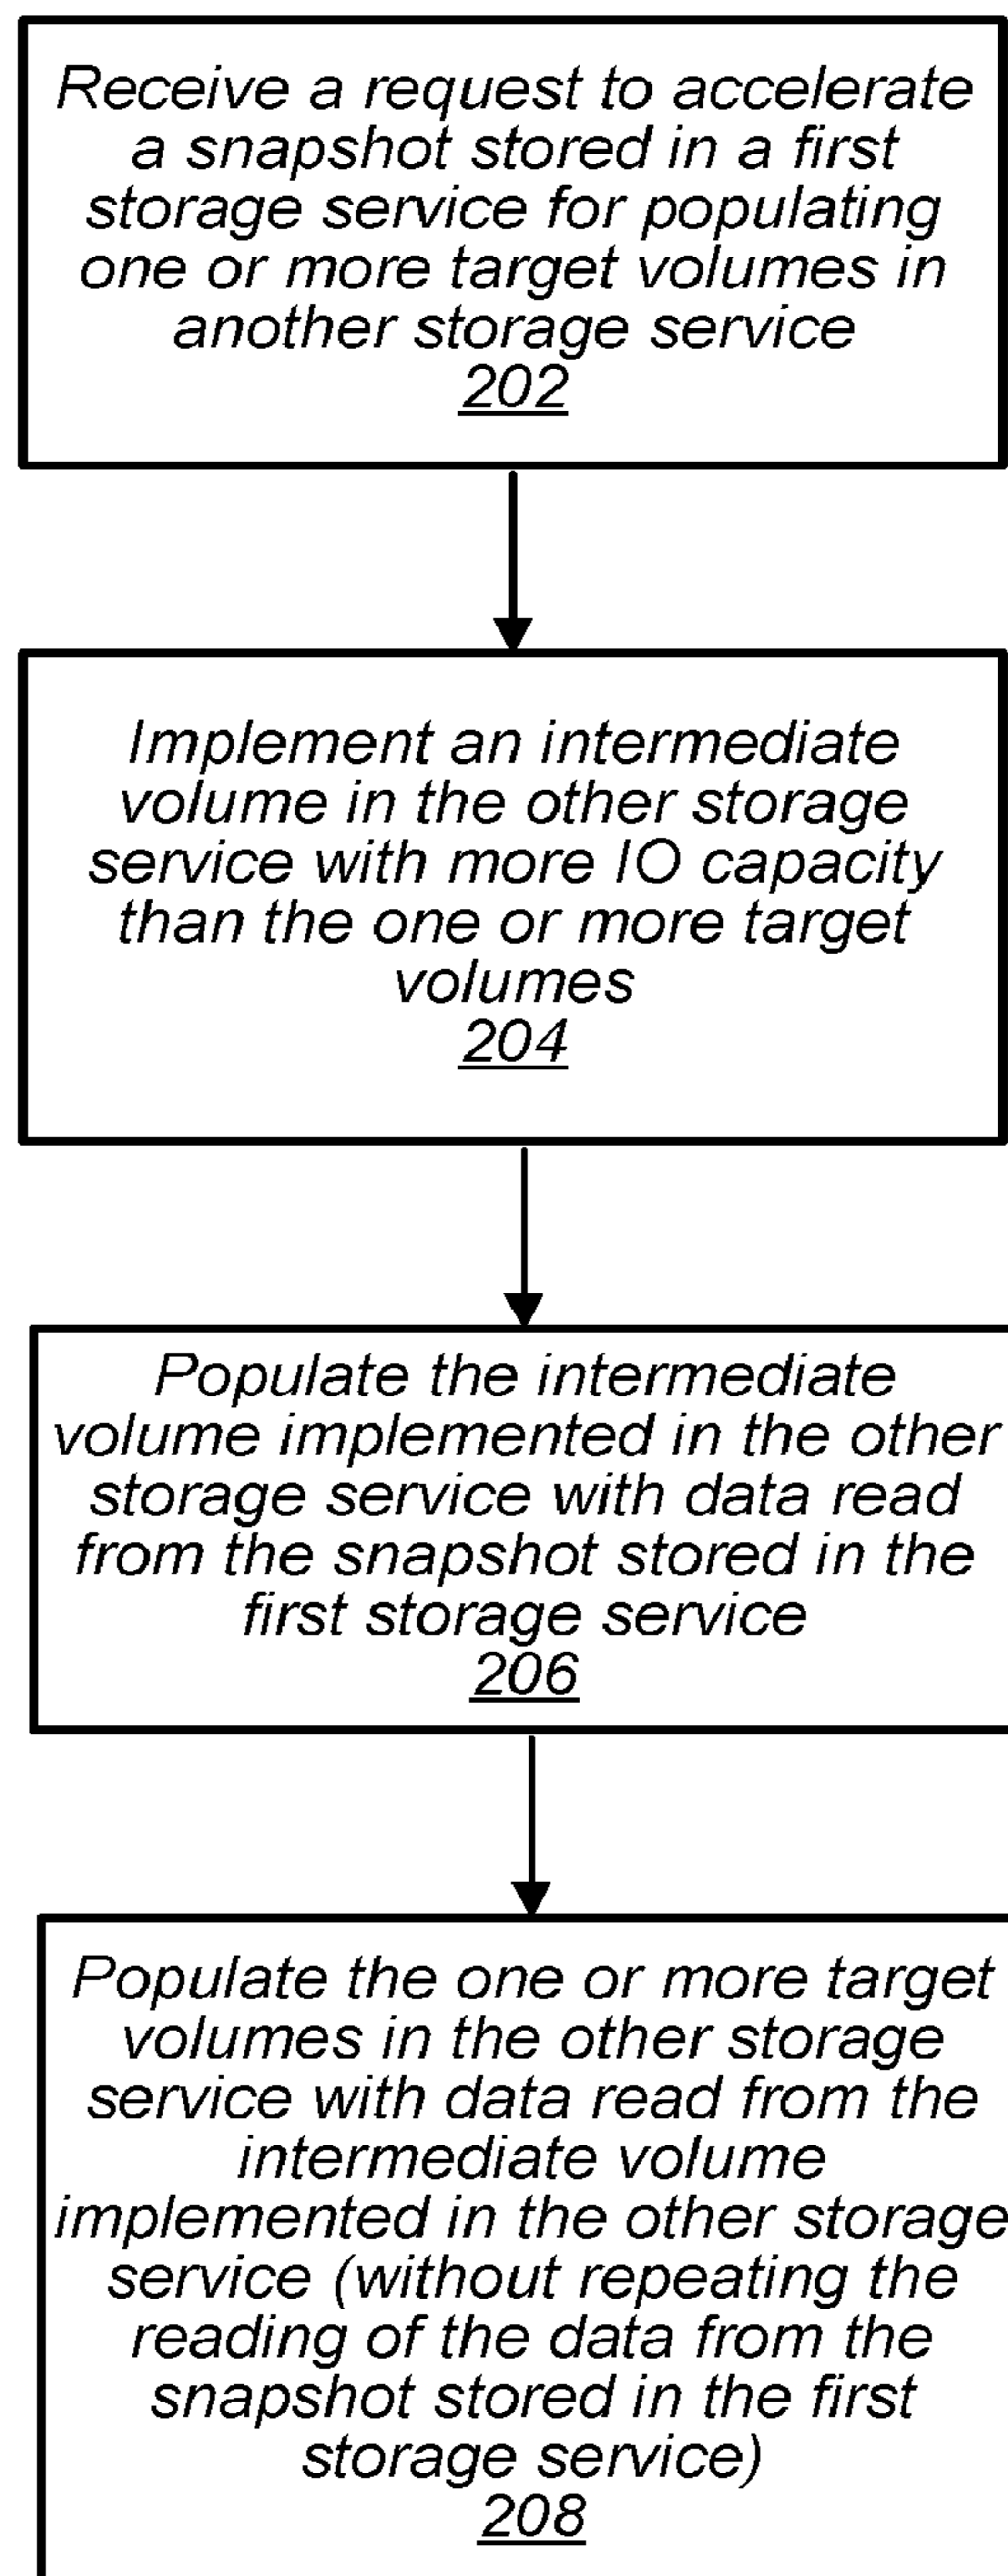 Receive a request to accelerate
a snapshot stored in a first
storage service for populating
one or more target volumes in
another storage service
202
Implement an intermediate
volume in the other storage
service with more IO capacity
than the one or more target
volumes
204
Populate the intermediate
volume implemented in the other
storage service with data read
from the snapshot stored in the
first storage service
206
Populate the one or more target
volumes in the other storage
service with data read from the
intermediate volume
implemented in the other storage
service (without repeating the
reading of the data from the
snapshot stored in the first
storage service)
208